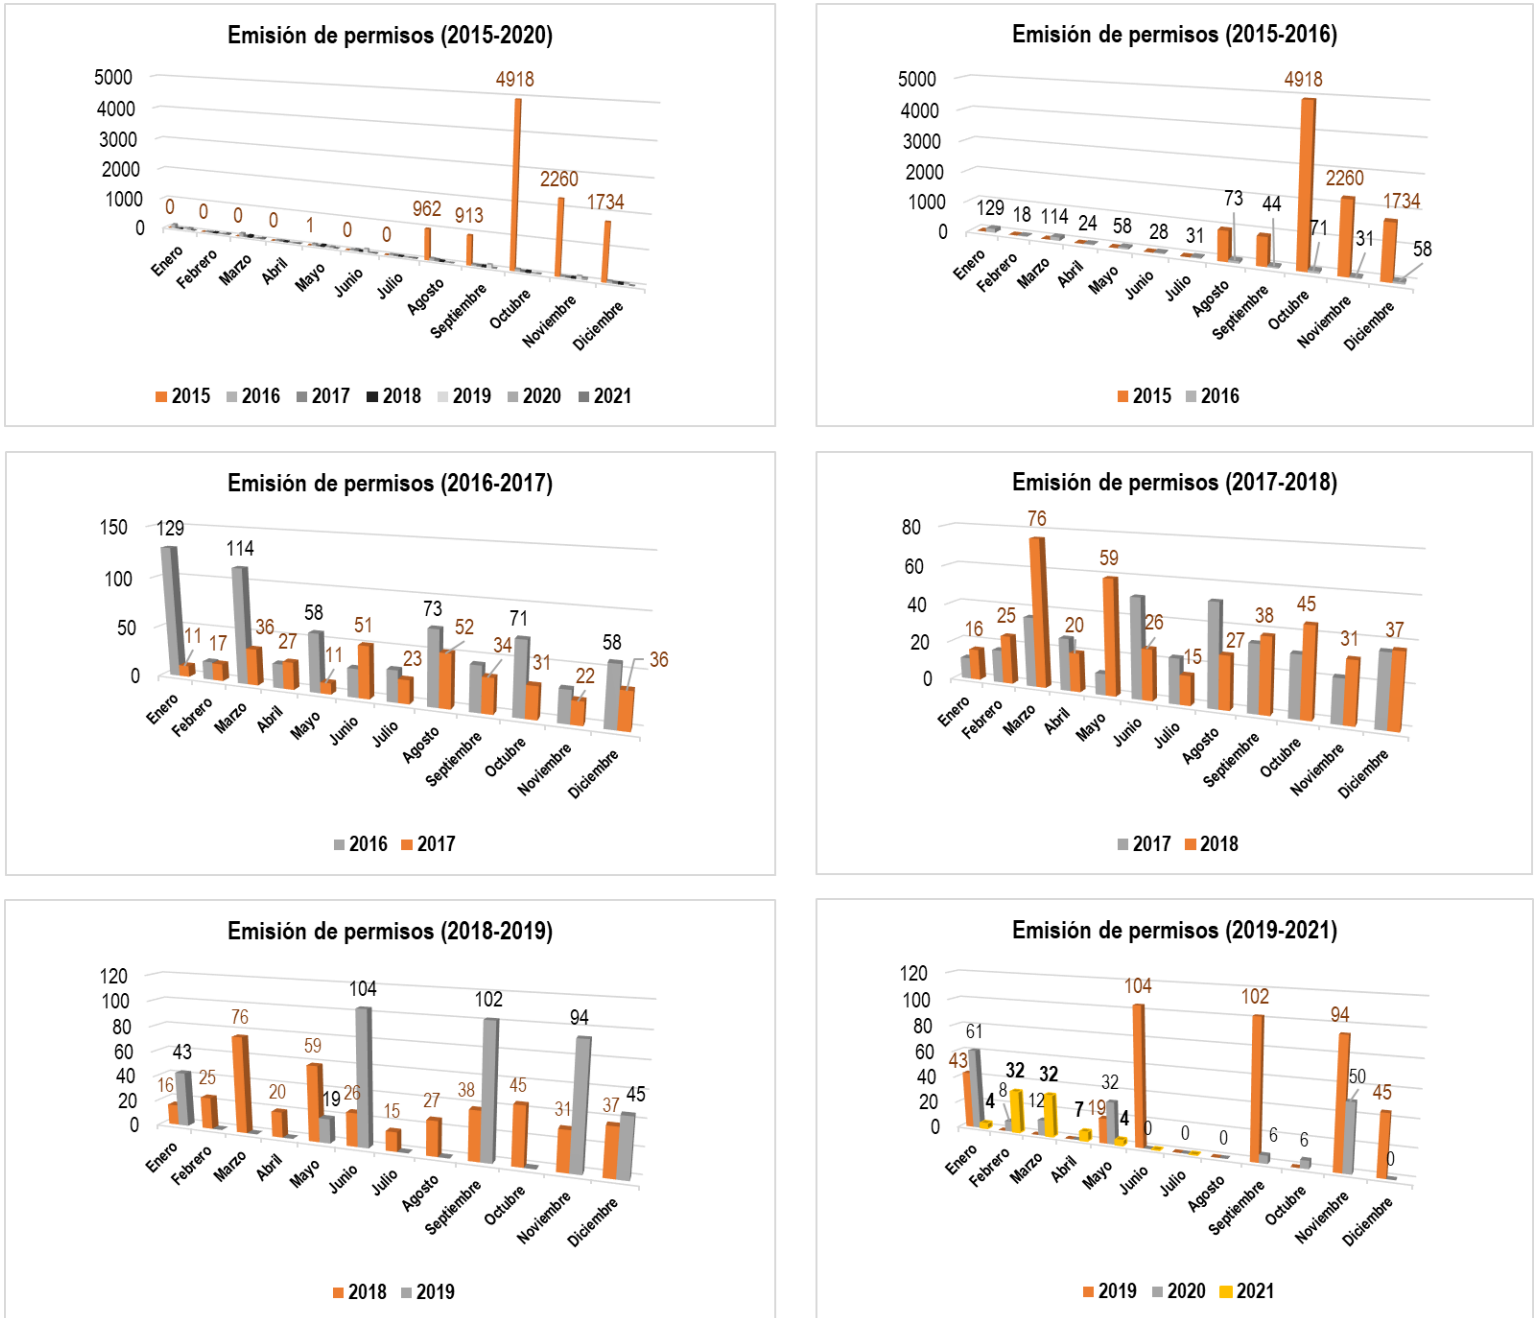 Emisión de permisos (2015-2020)
5000
4000
3000
2000
1000
0
0
0
0
0
1
0
0
962
913
4918
2260
1734
Enero
Febrero
Marzo
Abril
Mayo
Junio
Julio
Agosto
Septiembre
Octubre
Noviembre
Diciembre
2015 2016 2017 2018 2019 2020 2021
Emisión de permisos (2015-2016)
5000
4000
3000
2000
1000
0
129
18
114
24
58
28
31
73
44
4918
71
2260
31
1734
58
Enero
Febrero
Marzo
Abril
Mayo
Junio
Julio
Agosto
Septiembre
Octubre
Noviembre
Diciembre
2015 2016
Emisión de permisos (2016-2017)
150
100
50
0
129
11
17
114
36
27
58
11
51
23
73
52
34
71
31
22
58
36
Enero
Febrero
Marzo
Abril
Mayo
Junio
Julio
Agosto
Septiembre
Octubre
Noviembre
Diciembre
2016 2017
Emisión de permisos (2017-2018)
80
60
40
20
0
16
25
76
20
59
26
15
27
38
45
31
37
Enero
Febrero
Marzo
Abril
Mayo
Junio
Julio
Agosto
Septiembre
Octubre
Noviembre
Diciembre
2017 2018
Emisión de permisos (2018-2019)
120
100
80
60
40
20
0
16
43
25
76
20
59
19
26
104
15
27
38
102
45
31
94
37
45
Enero
Febrero
Marzo
Abril
Mayo
Junio
Julio
Agosto
Septiembre
Octubre
Noviembre
Diciembre
2018 2019
Emisión de permisos (2019-2021)
120
100
80
60
40
20
0
43
61
4
8
32
12
32
7
19
32
4
104
0
0
0
102
6
6
94
50
45
0
Enero
Febrero
Marzo
Abril
Mayo
Junio
Julio
Agosto
Septiembre
Octubre
Noviembre
Diciembre
2019 2020 2021